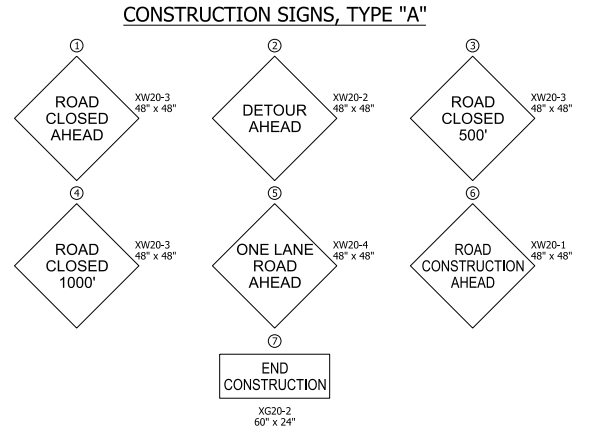 CONSTRUCTION SIGNS, TYPE "A"
1
ROAD
CLOSED
AHEAD
XW20-3
48" x 48"
2
DETOUR
AHEAD
XW20-2
48" x 48"
3
ROAD
CLOSED
500'
XW20-3
48" x 48"
4
ROAD
CLOSED
1000'
XW20-3
48" x 48"
5
ONE LANE
ROAD
AHEAD
XW20-4
48" x 48"
6
ROAD
CONSTRUCTION
AHEAD
XW20-1
48" x 48"
7
END
CONSTRUCTION
XG20-2
60" x 24"